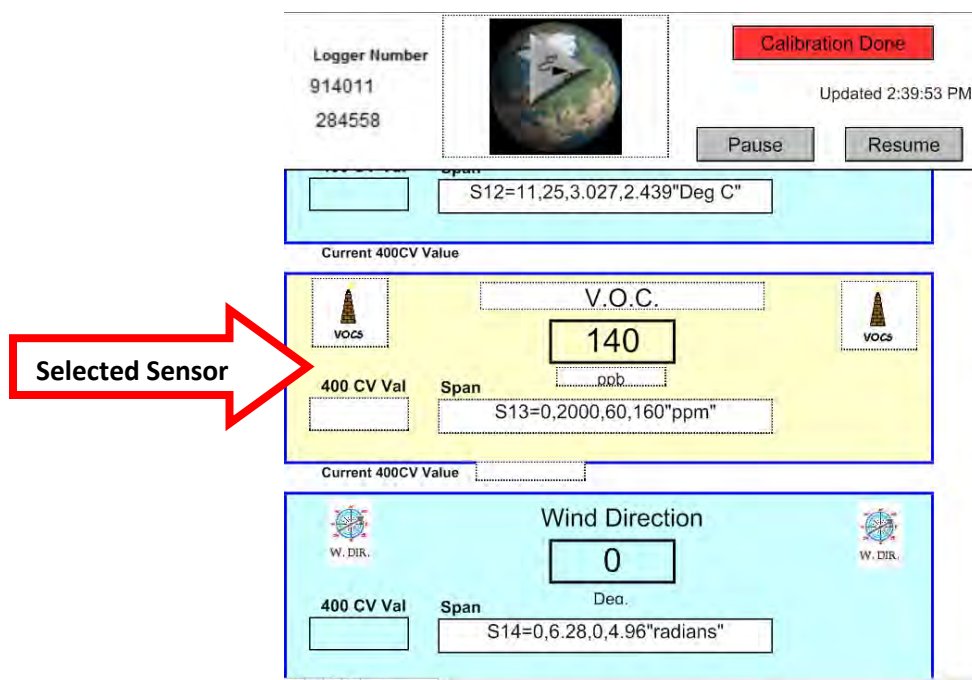 Logger Number
914011
284558
Calibration Done
Updated 2:39:53 PM
Pause
Resume
Span
S12=11,25,3.027,2.439"Deg C"
Current 400CV Value
Selected Sensor
VOCS
V.O.C.
VOCS
140
ppb
400 CV Val
Span
S13=0,2000,60,160"ppm"
Current 400CV Value
W. DIR.
Wind Direction
W. DIR.
0
Deg.
400 CV Val
Span
S14=0,6.28,0,4.96"radians"